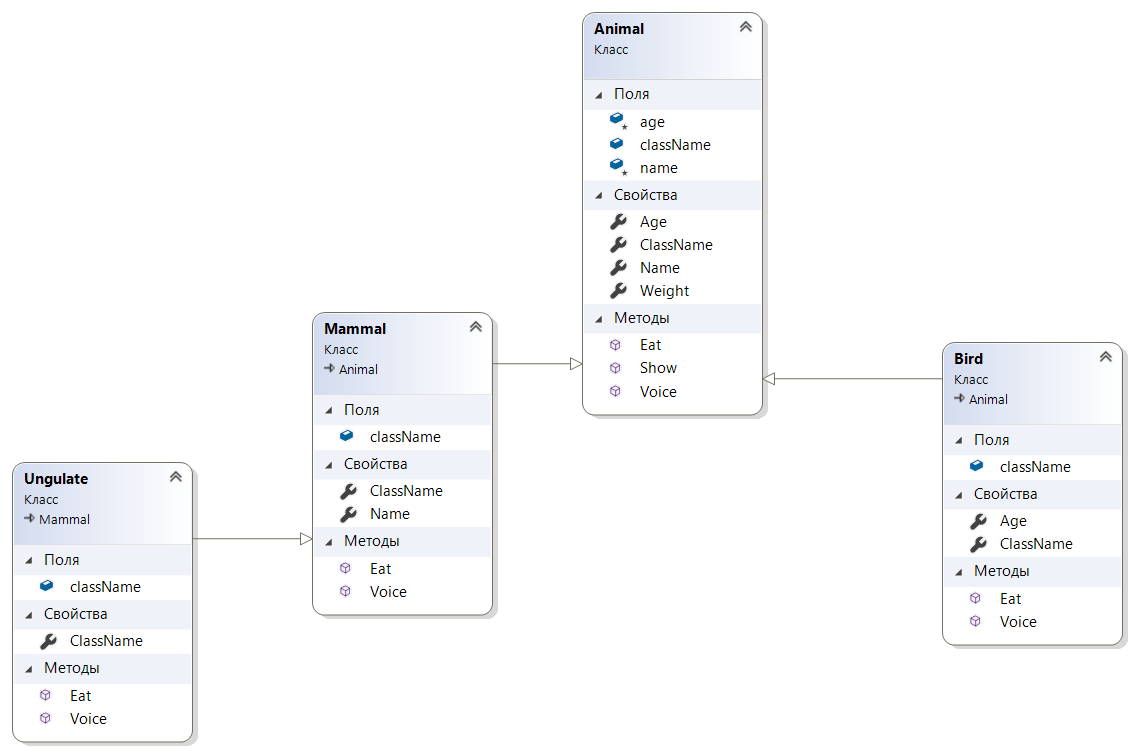 Animal
Класс
Поля
age
className
name
Свойства
Age
ClassName
Name
Weight
Методы
Eat
Show
Voice
Mammal
Класс
Animal
Поля
className
Свойства
ClassName
Name
Методы
Eat
Voice
Bird
Класс
Animal
Поля
className
Свойства
Age
ClassName
Методы
Eat
Voice
Ungulate
Класс
Mammal
Поля
className
Свойства
ClassName
Методы
Eat
Voice